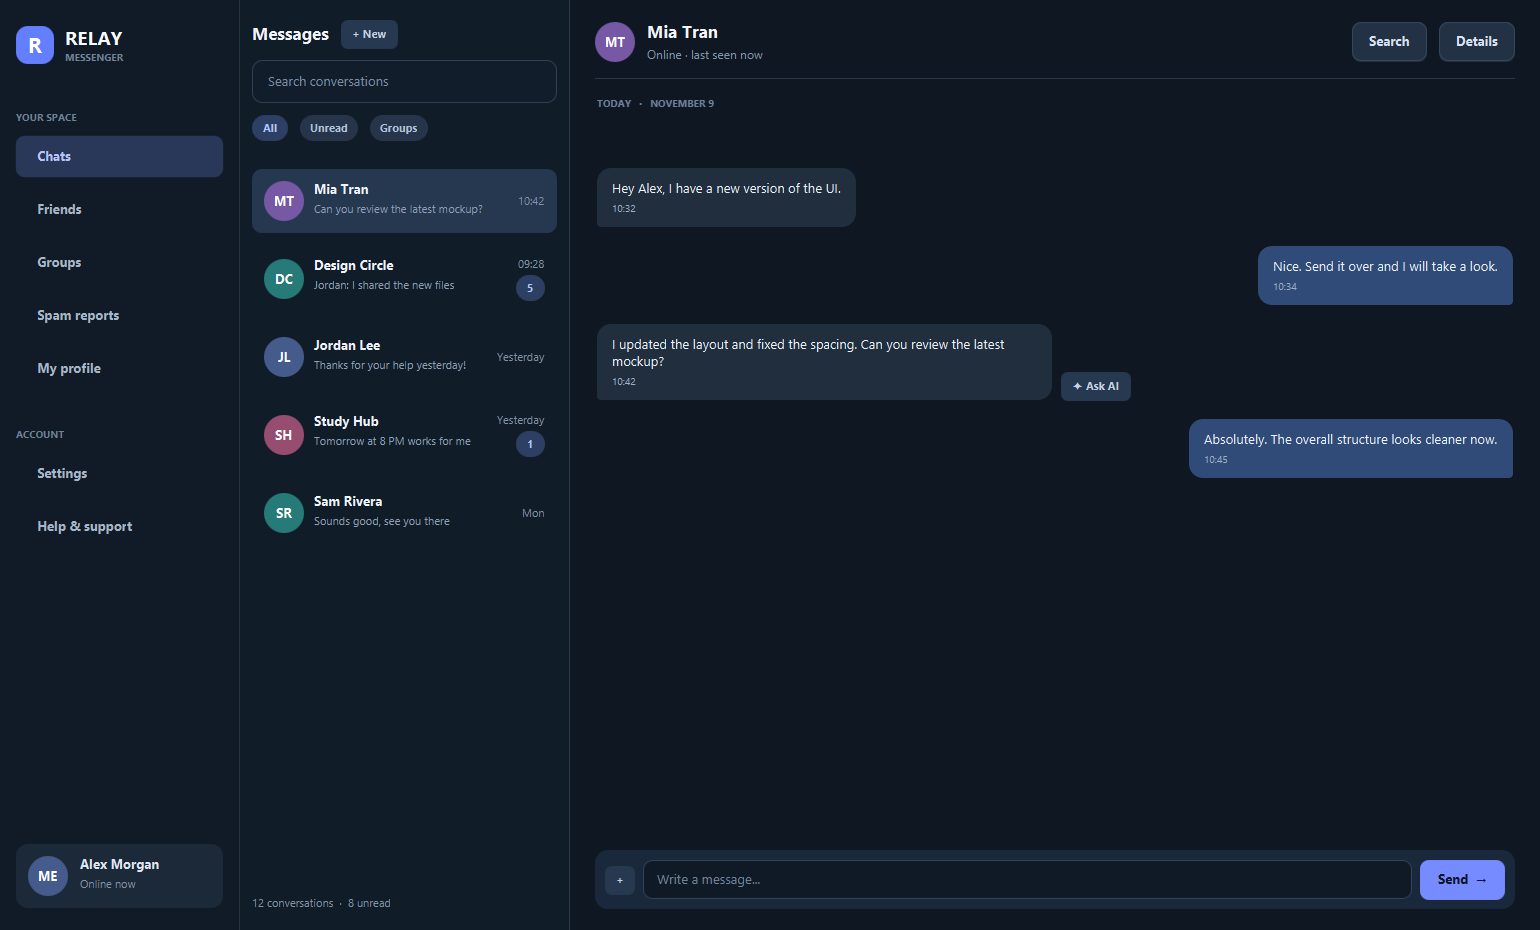 R
RELAY
MESSENGER
YOUR SPACE
Chats
Friends
Groups
Spam reports
My profile
ACCOUNT
Settings
Help & support
ME
Alex Morgan
Online now
Messages
+ New
Search conversations
All
Unread
Groups
MT
Mia Tran
Can you review the latest mockup?
10:42
DC
Design Circle
Jordan: I shared the new files
09:28
5
JL
Jordan Lee
Thanks for your help yesterday!
Yesterday
SH
Study Hub
Tomorrow at 8 PM works for me
Yesterday
1
SR
Sam Rivera
Sounds good, see you there
Mon
12 conversations · 8 unread
MT
Mia Tran
Online · last seen now
Search
Details
TODAY · NOVEMBER 9
Hey Alex, I have a new version of the UI.
10:32
Nice. Send it over and I will take a look.
10:34
I updated the layout and fixed the spacing. Can you review the latest
mockup?
10:42
✦ Ask AI
Absolutely. The overall structure looks cleaner now.
10:45
+
Write a message...
Send →